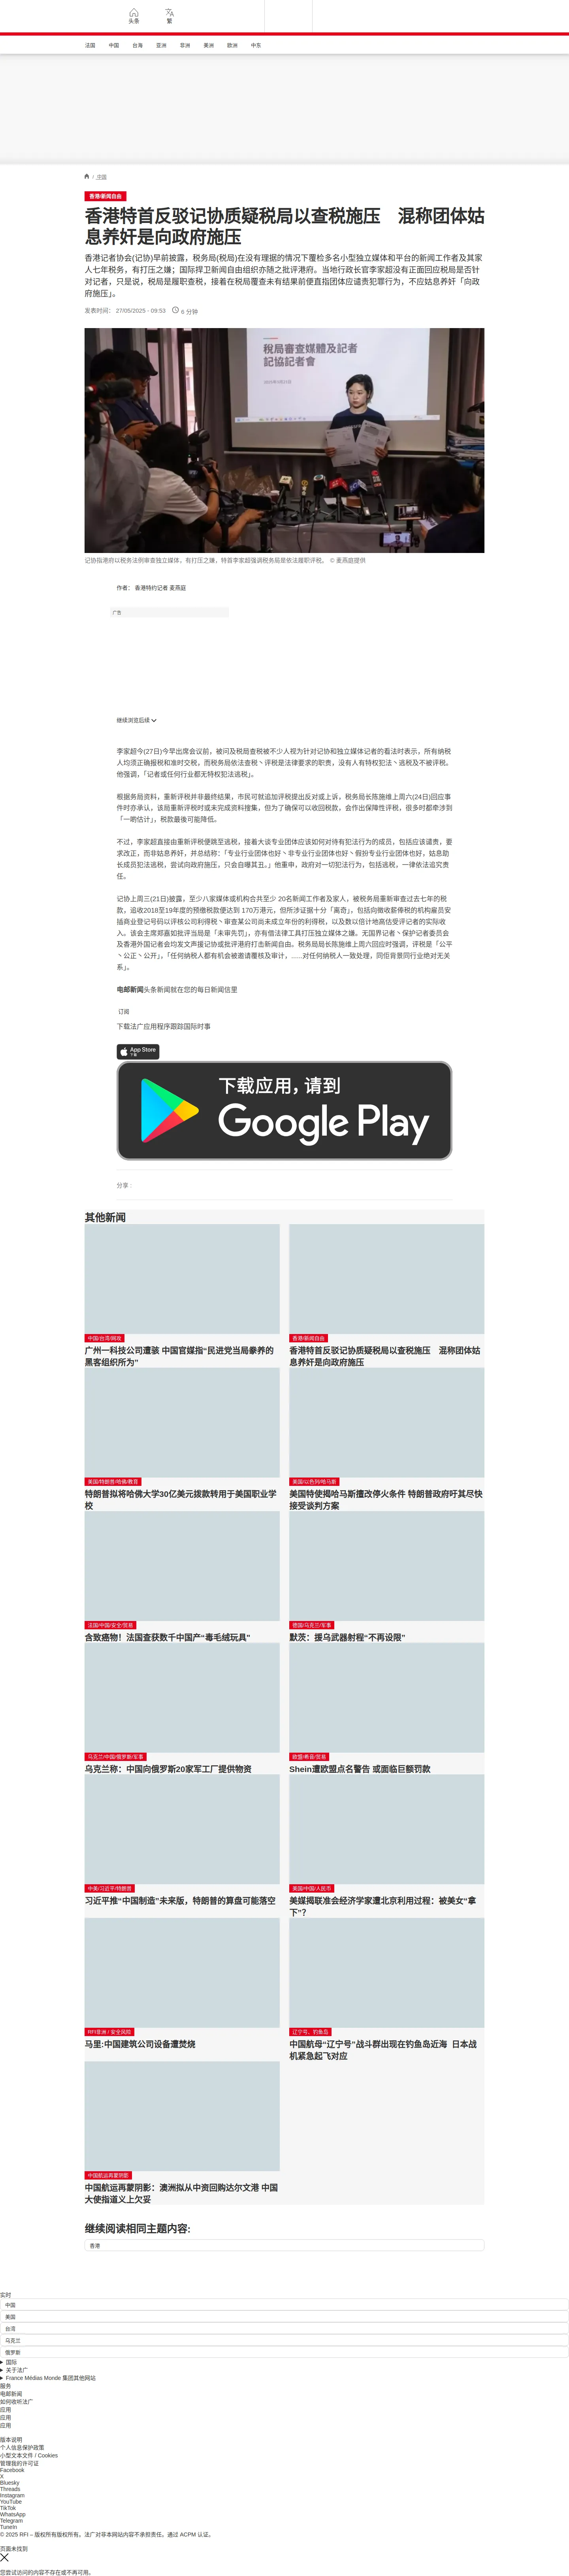 头条
繁
法国
中国
台海
亚洲
非洲
美洲
欧洲
中东
/ 中国
香港/新闻自由
香港特首反驳记协质疑税局以查税施压　混称团体姑
息养奸是向政府施压
香港记者协会(记协)早前披露，税务局(税局)在没有理据的情况下覆检多名小型独立媒体和平台的新闻工作者及其家
人七年税务，有打压之嫌；国际捍卫新闻自由组织亦随之批评港府。当地行政长官李家超没有正面回应税局是否针
对记者，只是说，税局是履职查税，接着在税局覆查未有结果前便直指团体应谴责犯罪行为，不应姑息养奸「向政
府施压」。
发表时间： 27/05/2025 - 09:53
6 分钟
稅局審查媒體及記者
記協記者會
记协指港府以税务法例审查独立媒体，有打压之嫌，特首李家超强调税务局是依法履职评税。 © 麦燕庭提供
作者： 香港特约记者 麦燕庭
广告
继续浏览后续
李家超今(27日)今早出席会议前，被问及税局查税被不少人视为针对记协和独立媒体记者的看法时表示，所有纳税
人均须正确报税和准时交税，而税务局依法查税丶评税是法律要求的职责，没有人有特权犯法丶逃税及不被评税。
他强调，「记者或任何行业都无特权犯法逃税」。
根据务局资料，重新评税并非最终结果，市民可就追加评税提出反对或上诉，税务局长陈施维上周六(24日)回应事
件时亦承认，该局重新评税时或未完成资料搜集，但为了确保可以收回税款，会作出保障性评税，很多时都牵涉到
「一啲估计」，税款最後可能降低。
不过，李家超直接由重新评税便跳至逃税，接着大谈专业团体应该如何对待有犯法行为的成员，包括应该谴责，要
求改正，而非姑息养奸，并总结称：「专业行业团体也好丶非专业行业团体也好丶假扮专业行业团体也好，姑息助
长成员犯法逃税，尝试向政府施压，只会自曝其丑。」他重申，政府对一切犯法行为，包括逃税，一律依法追究责
任。
记协上周三(21日)披露，至少八家媒体或机构合共至少 20名新闻工作者及家人，被税务局重新审查过去七年的税
款，追收2018至19年度的预缴税款便达到 170万港元，但所涉证据十分「离奇」，包括向徵收薪俸税的机构雇员安
插商业登记号码以评核公司利得税丶审查某公司尚未成立年份的利得税，以及数以倍计地高估受评记者的实际收
入。该会主席郑嘉如批评当局是「未审先罚」，亦有借法律工具打压独立媒体之嫌。无国界记者丶保护记者委员会
及香港外国记者会均发文声援记协或批评港府打击新闻自由。税务局局长陈施维上周六回应时强调，评税是「公平
丶公正丶公开」，「任何纳税人都有机会被邀请覆核及审计，......对任何纳税人一致处理，同佢背景同行业绝对无关
系」。
电邮新闻头条新闻就在您的每日新闻信里
订阅
下载法广应用程序跟踪国际时事
App Store
下载
下载应用，请到
Google Play
分享 :
其他新闻
中国/台湾/网攻
广州一科技公司遭骇 中国官媒指“民进党当局豢养的
黑客组织所为”
香港/新闻自由
香港特首反驳记协质疑税局以查税施压　混称团体姑
息养奸是向政府施压
美国/特朗普/哈佛/教育
特朗普拟将哈佛大学30亿美元拨款转用于美国职业学
校
美国/以色列/哈马斯
美国特使揭哈马斯擅改停火条件 特朗普政府吁其尽快
接受谈判方案
法国/中国/安全/贸易
含致癌物！法国查获数千中国产“毒毛绒玩具”
德国/乌克兰/军事
默茨：援乌武器射程“不再设限”
乌克兰/中国/俄罗斯/军事
乌克兰称：中国向俄罗斯20家军工厂提供物资
欧盟/希音/贸易
Shein遭欧盟点名警告 或面临巨额罚款
中美/习近平/特朗普
习近平推“中国制造”未来版，特朗普的算盘可能落空
美国/中国/人民币
美媒揭联准会经济学家遭北京利用过程：被美女“拿
下”？
RFI非洲 / 安全风险
马里:中国建筑公司设备遭焚烧
辽宁号、钓鱼岛
中国航母“辽宁号”战斗群出现在钓鱼岛近海 日本战
机紧急起飞对应
中国航运再蒙阴影
中国航运再蒙阴影：澳洲拟从中资回购达尔文港 中国
大使指道义上欠妥
继续阅读相同主题内容:
香港
实时
中国
美国
台湾
乌克兰
俄罗斯
国际
关于法广
France Médias Monde 集团其他网站
服务
电邮新闻
如何收听法广
应用
应用
应用
版本说明
个人信息保护政策
小型文本文件 / Cookies
管理我的许可证
Facebook
X
Bluesky
Threads
Instagram
YouTube
TikTok
WhatsApp
Telegram
TuneIn
© 2025 RFI – 版权所有版权所有。法广对非本网站内容不承担责任。通过 ACPM 认证。
页面未找到
您尝试访问的内容不存在或不再可用。